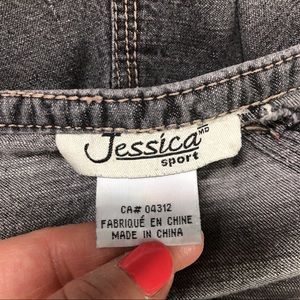 Jessica MD
sport
CA# 04312
FABRIQUÉ EN CHINE
MADE IN CHINA